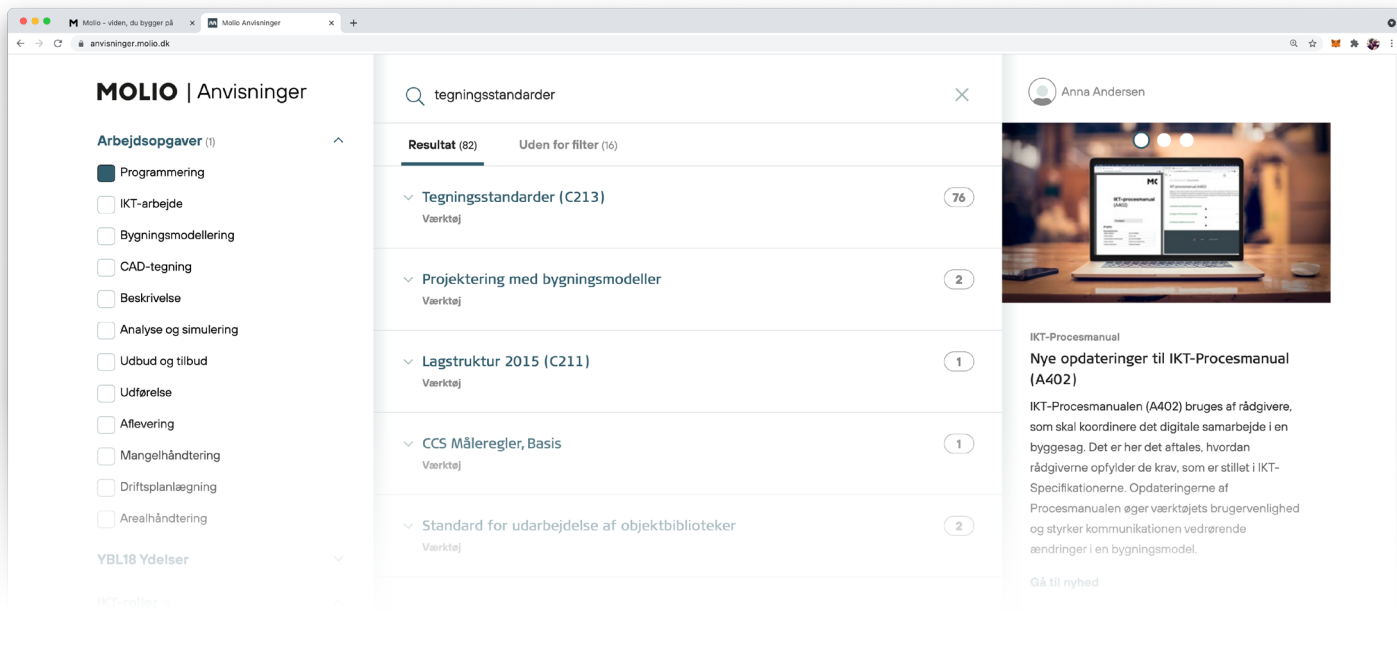 Molio - viden, du bygger på
Molio Anvisninger
anvisninger.molio.dk
MOLIO | Anvisninger
Arbejdsopgaver (1)
Programmering
IKT-arbejde
Bygningsmodellering
CAD-tegning
Beskrivelse
Analyse og simulering
Udbud og tilbud
Udførelse
Aflevering
Mangelhåndtering
Driftsplanlægning
Arealhåndtering
YBL18 Ydelser
IKT-roller
tegningsstandarder
Resultat (82)
Uden for filter (16)
Tegningsstandarder (C213)
76
Værktøj
Projektering med bygningsmodeller
2
Værktøj
Lagstruktur 2015 (C211)
1
Værktøj
CCS Måleregler, Basis
1
Værktøj
Standard for udarbejdelse af objektbiblioteker
2
Værktøj
Anna Andersen
IKT-Procesmanual
Nye opdateringer til IKT-Procesmanual
(A402)
IKT-Procesmanualen (A402) bruges af rådgivere,
som skal koordinere det digitale samarbejde i en
byggesag. Det er her det aftales, hvordan
rådgiverne opfylder de krav, som er stillet i IKT-
Specifikationerne. Opdateringerne af
Procesmanualen øger værktøjets brugervenlighed
og styrker kommunikationen vedrørende
ændringer i en bygningsmodel.
Gå til nyhed